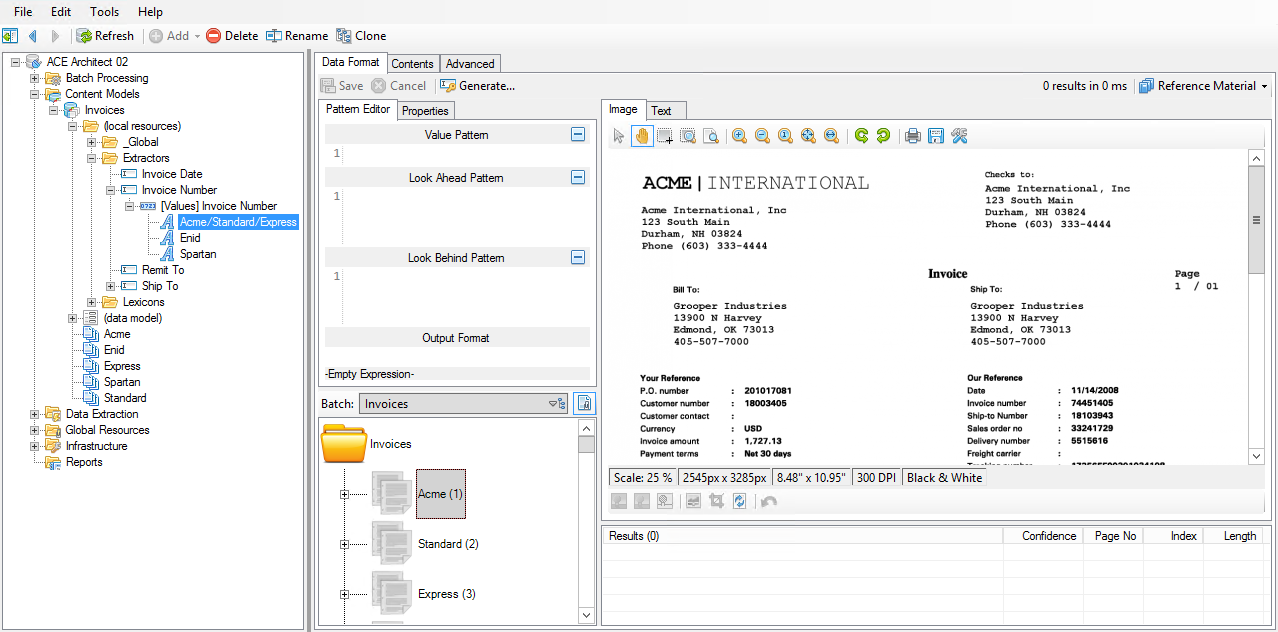 File Edit Tools Help
Refresh Add Delete Rename Clone
ACE Architect 02
Batch Processing
Content Models
Invoices
(local resources)
_Global
Extractors
Invoice Date
Invoice Number
[Values] Invoice Number
Acme/Standard/Express
Enid
Spartan
Remit To
Ship To
Lexicons
(data model)
Acme
Enid
Express
Spartan
Standard
Data Extraction
Global Resources
Infrastructure
Reports
Data Format Contents Advanced
Save Cancel Generate...
0 results in 0 ms Reference Material
Pattern Editor Properties
Value Pattern
1
Look Ahead Pattern
1
Look Behind Pattern
1
Output Format
-Empty Expression-
Batch: Invoices
Invoices
Acme (1)
Standard (2)
Express (3)
Image Text
ACME | INTERNATIONAL
Acme International, Inc
123 South Main
Durham, NH 03824
Phone (603) 333-4444
Checks to:
Acme International, Inc
123 South Main
Durham, NH 03824
Phone (603) 333-4444
Invoice
Page
1 / 01
Bill To:
Grooper Industries
13900 N Harvey
Edmond, OK 73013
405-507-7000
Ship To:
Grooper Industries
13900 N Harvey
Edmond, OK 73013
405-507-7000
Your Reference
P.O. number : 201017081
Customer number : 18003405
Customer contact :
Currency : USD
Invoice amount : 1,727.13
Payment terms : Net 30 days
Our Reference
Date : 11/14/2008
Invoice number : 74451405
Ship-to Number : 18103943
Sales order no : 33241729
Delivery number : 5515616
Freight carrier :
Scale: 25 % 2545px x 3285px 8.48" x 10.95" 300 DPI Black & White
Results (0) Confidence Page No Index Length